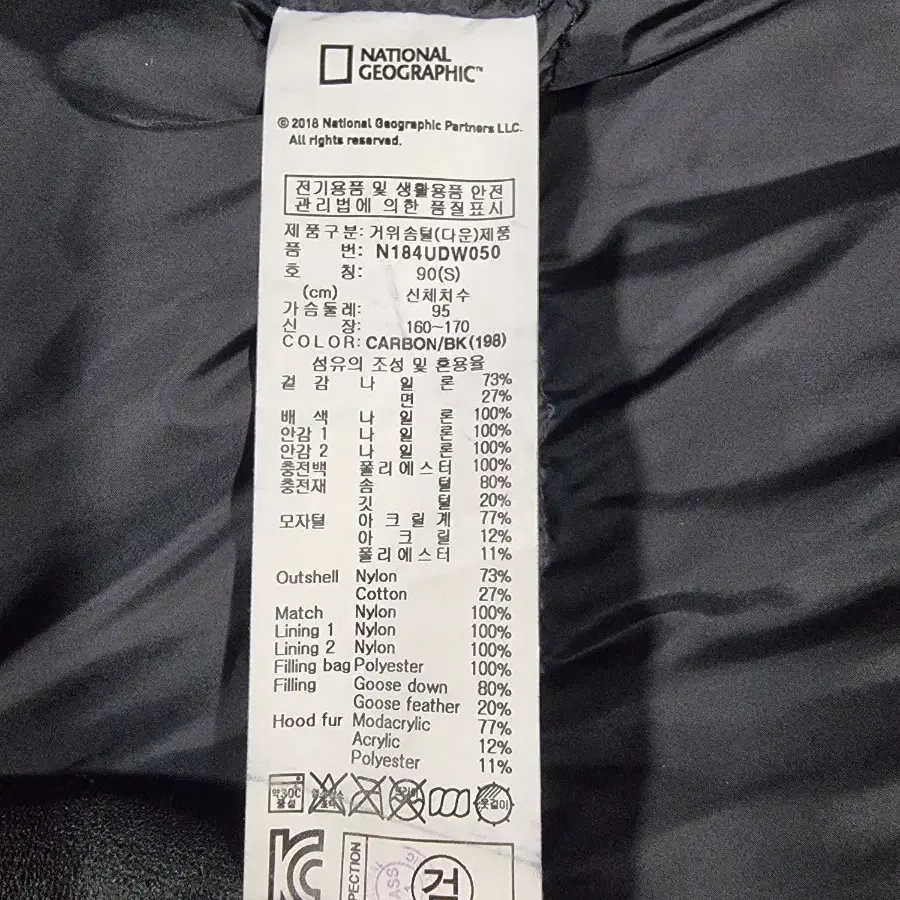 NATIONAL
GEOGRAPHIC™
© 2018 National Geographic Partners LLC.
All rights reserved.
전기용품 및 생활용품 안전
관리법에 의한 품질표시
제품구분: 거위솜털(다운)제품
품 번: N184UDW050
호 칭: 90(S)
(cm) 신체치수
가슴둘레: 95
신 장: 160~170
COLOR: CARBON/BK(198)
섬유의 조성 및 혼용율
겉 감 나 일 론 73%
면 27%
배 색 나 일 론 100%
안감 1 나 일 론 100%
안감 2 나 일 론 100%
충전백 폴리에스터 100%
충전재 솜 털 80%
깃 털 20%
모자털 아 크 릴 계 77%
아 크 릴 12%
폴리에스터 11%
Outshell Nylon 73%
Cotton 27%
Match Nylon 100%
Lining 1 Nylon 100%
Lining 2 Nylon 100%
Filling bag Polyester 100%
Filling Goose down 80%
Goose feather 20%
Hood fur Modacrylic 77%
Acrylic 12%
Polyester 11%
약30℃
중성
옷걸이
검